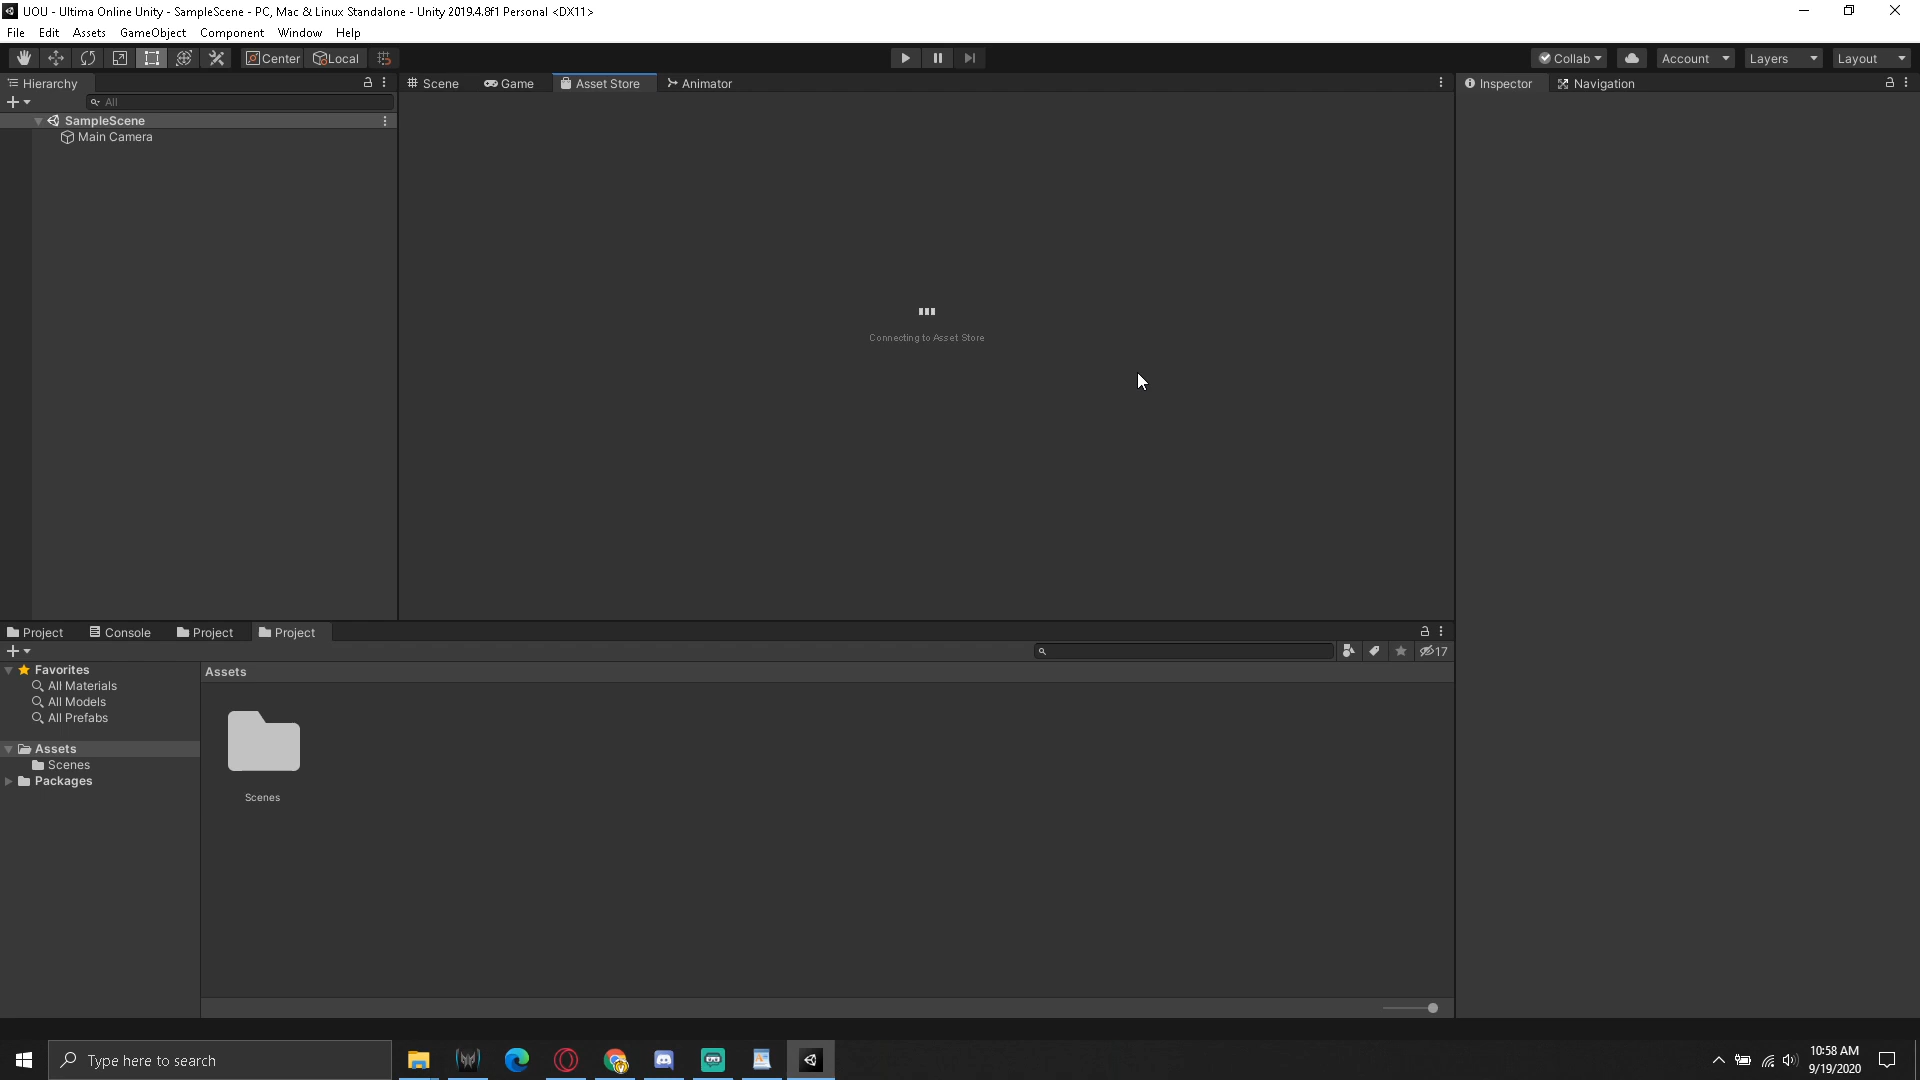 UOU - Ultima Online Unity - SampleScene - PC, Mac & Linux Standalone - Unity 2019.4.8f1 Personal <DX11>
File Edit Assets GameObject Component Window Help
Center Local Collab Account Layers Layout
Hierarchy Scene Game Asset Store Animator Inspector Navigation
All
SampleScene
Main Camera
Connecting to Asset Store
Project Console Project Project
17
Favorites
Assets
All Materials
All Models
All Prefabs
Assets
Scenes
Packages
Scenes
Type here to search
10:58 AM
9/19/2020